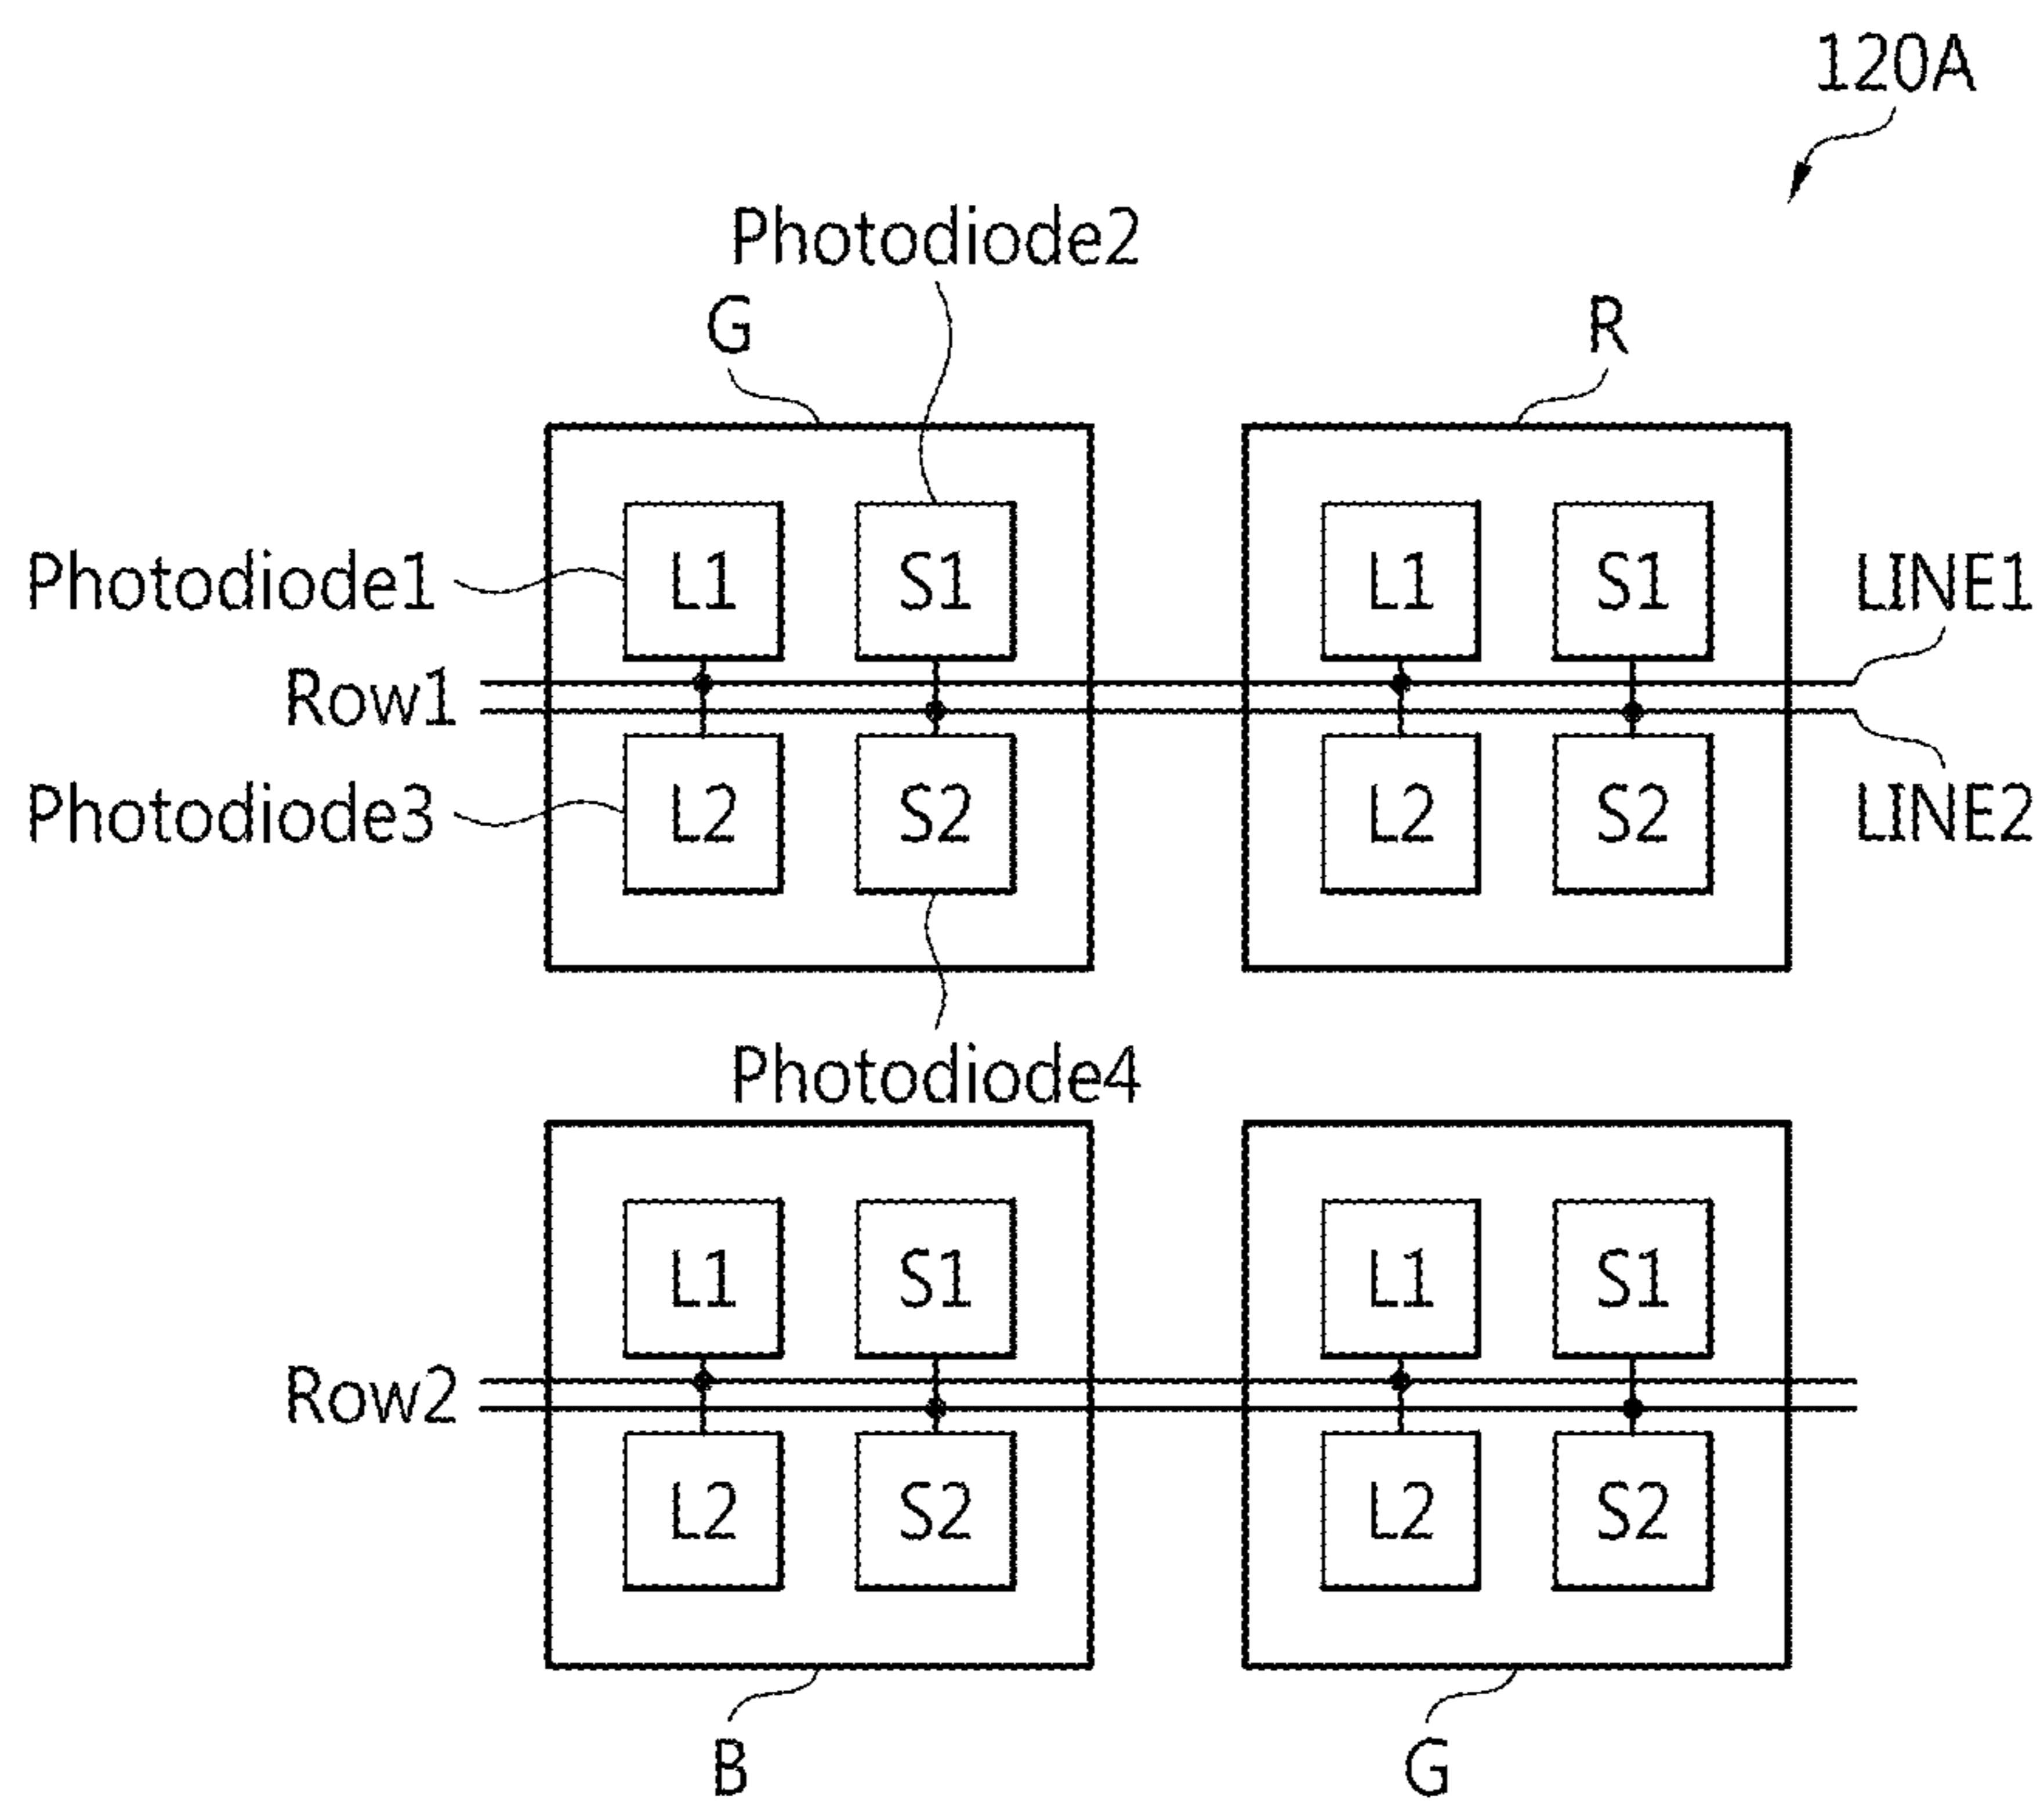 120A
Photodiode2
G R
L1 S1 L1 S1
Photodiode1 LINE1
Row1
L2 S2 L2 S2
Photodiode3 LINE2
Photodiode4
L1 S1 L1 S1
Row2
L2 S2 L2 S2
B G